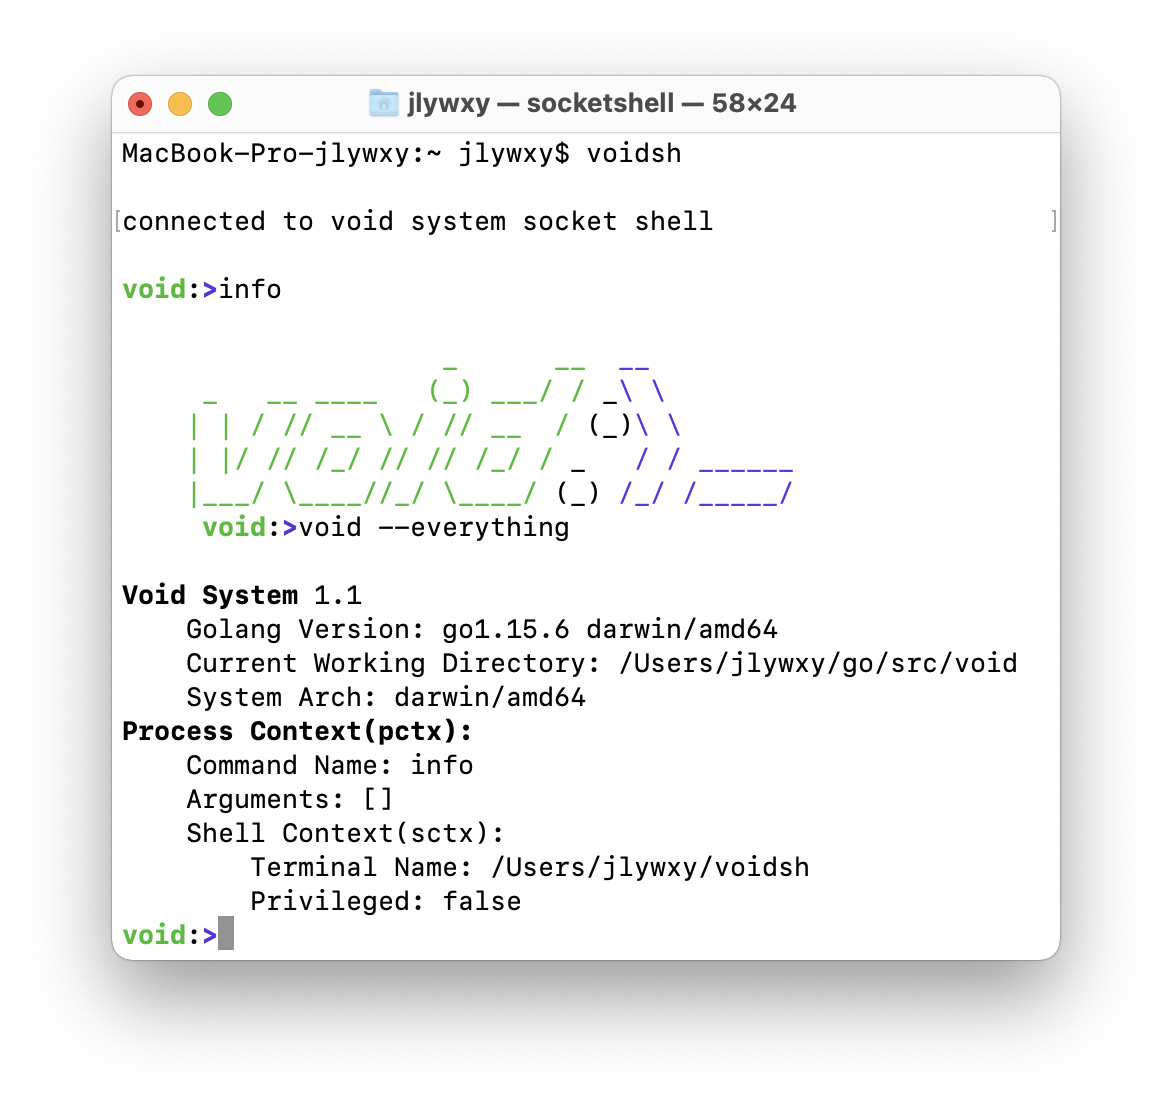 jlywxy — socketshell — 58×24
MacBook-Pro-jlywxy:~ jlywxy$ voidsh
[connected to void system socket shell]
void:>info
               _      __  __
_   __ ____   (_) ___/ / _\ \
| | / // __ \ / // __  / (_)\ \
| |/ // /_/ // // /_/ / _   / / ______
|___/ \____//_/ \____/ (_) /_/ /_____/
void:>void --everything
Void System 1.1
Golang Version: go1.15.6 darwin/amd64
Current Working Directory: /Users/jlywxy/go/src/void
System Arch: darwin/amd64
Process Context(pctx):
Command Name: info
Arguments: []
Shell Context(sctx):
Terminal Name: /Users/jlywxy/voidsh
Privileged: false
void:>